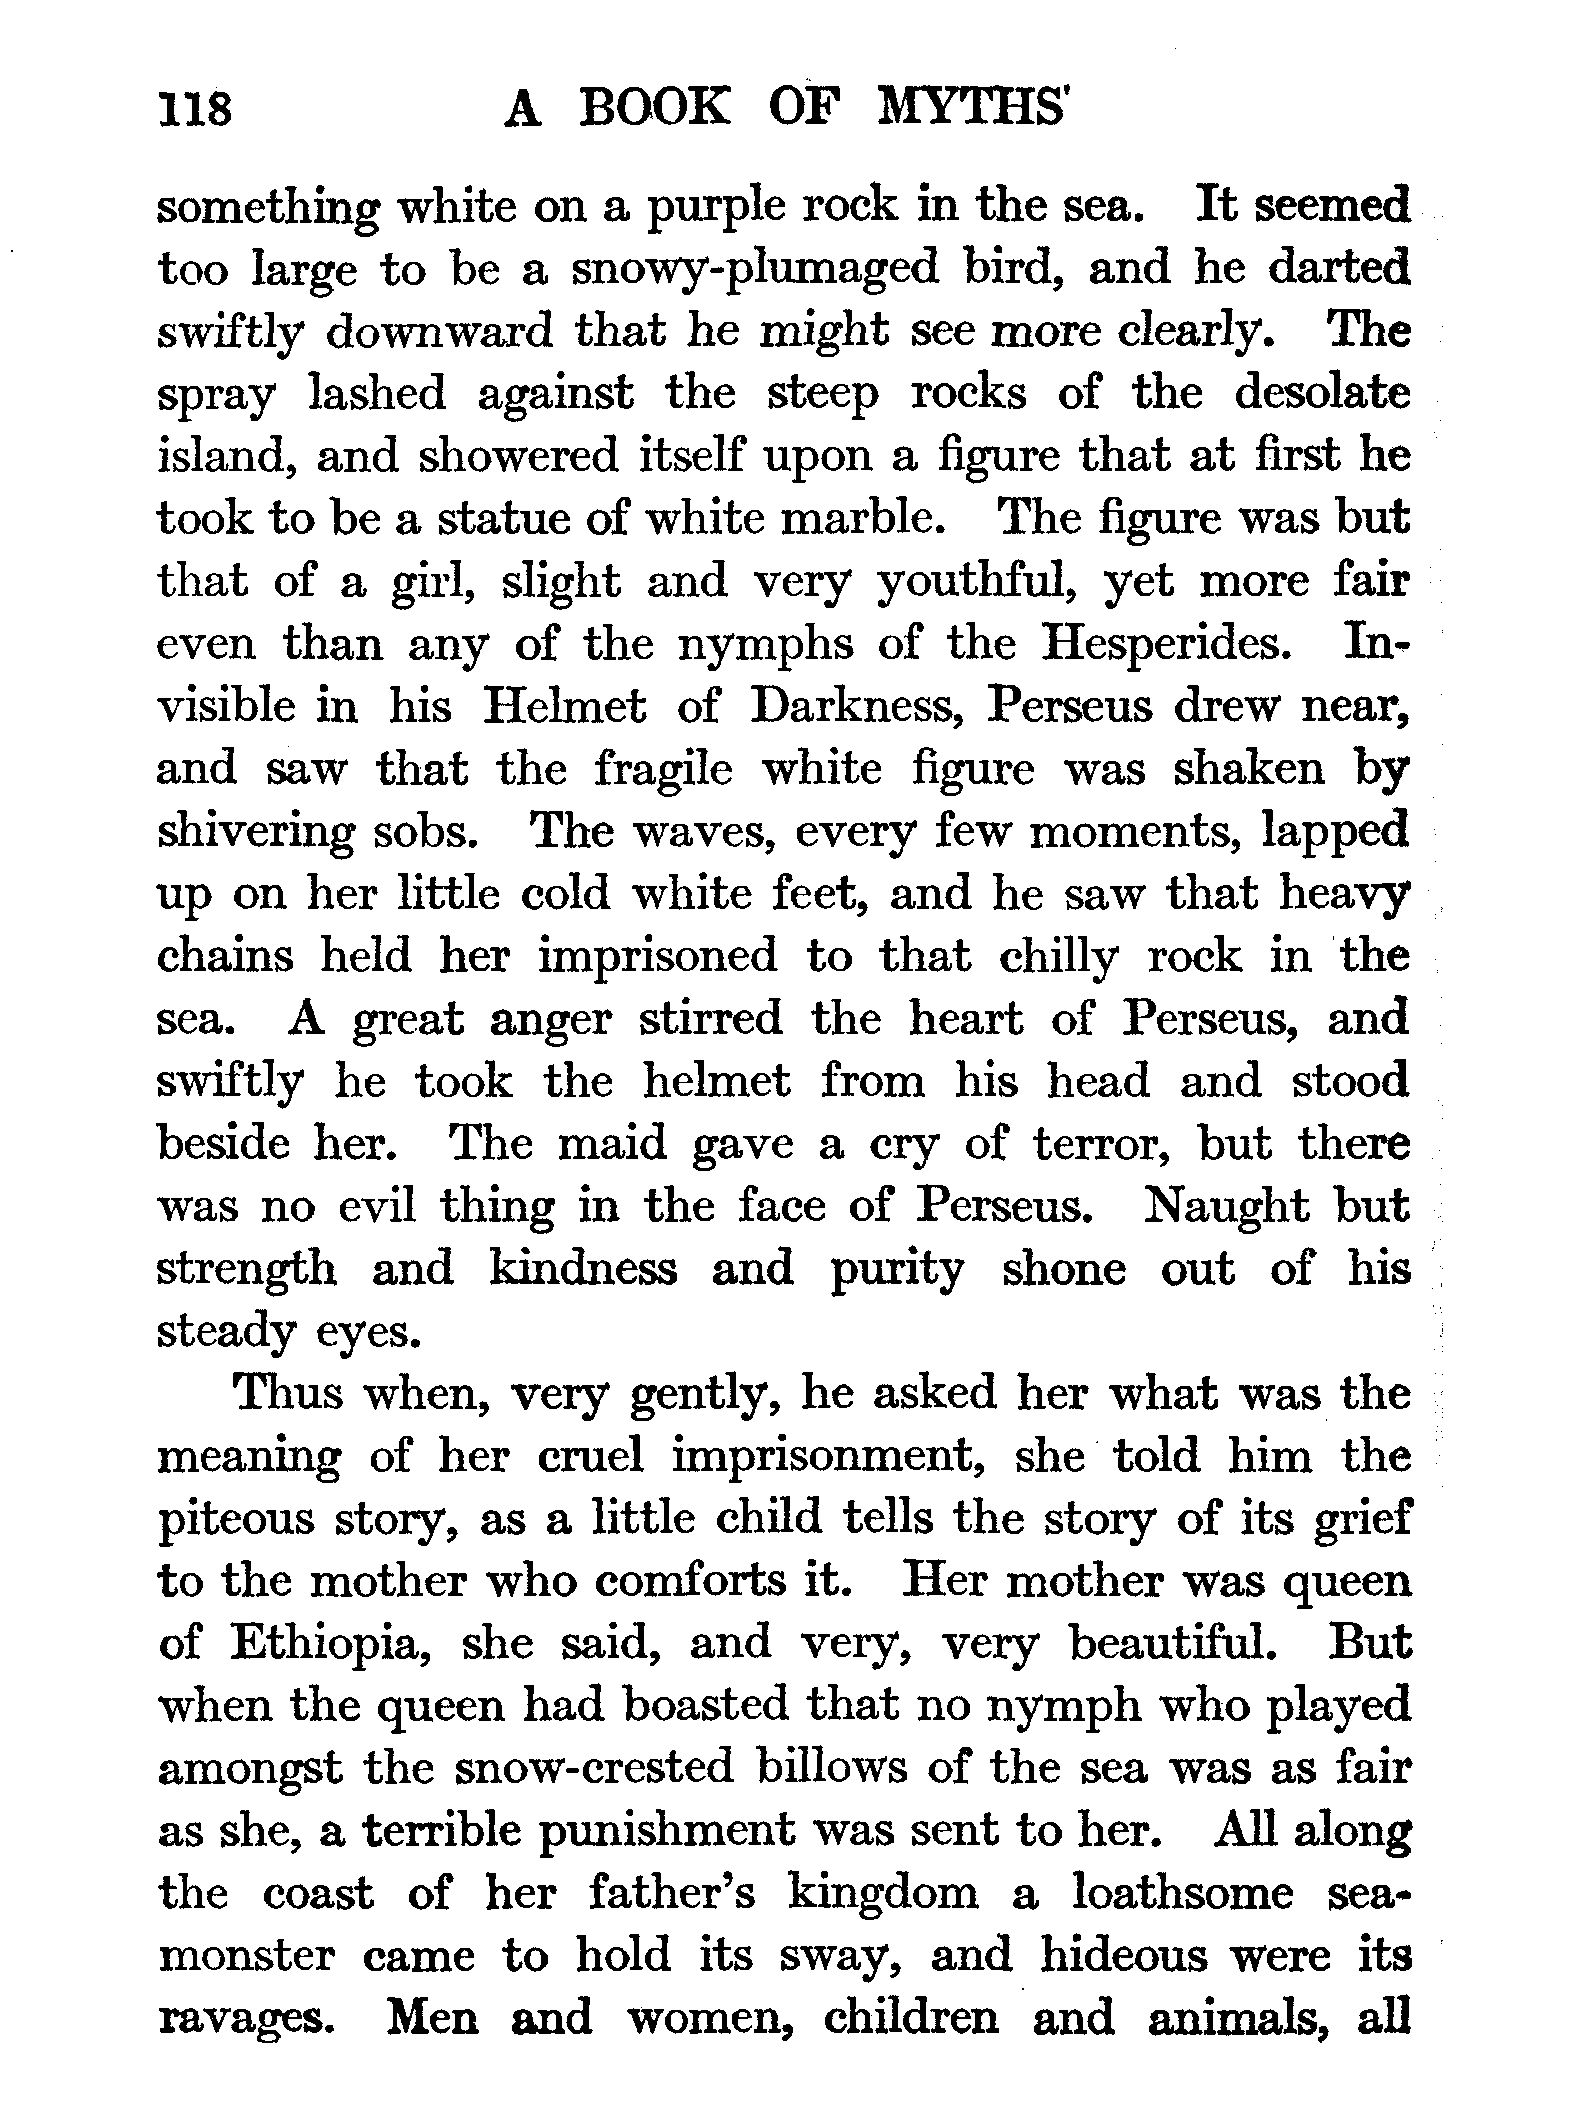 118 A BOOK OF MYTHS
something white on a purple rock in the sea. It seemed
too large to be a snowy-plumaged bird, and he darted
swiftly downward that he might see more clearly. The
spray lashed against the steep rocks of the desolate
island, and showered itself upon a figure that at first he
took to be a statue of white marble. The figure was but
that of a girl, slight and very youthful, yet more fair
even than any of the nymphs of the Hesperides. In-
visible in his Helmet of Darkness, Perseus drew near,
and saw that the fragile white figure was shaken by
shivering sobs. The waves, every few moments, lapped
up on her little cold white feet, and he saw that heavy
chains held her imprisoned to that chilly rock in the
sea. A great anger stirred the heart of Perseus, and
swiftly he took the helmet from his head and stood
beside her. The maid gave a cry of terror, but there
was no evil thing in the face of Perseus. Naught but
strength and kindness and purity shone out of his
steady eyes.
Thus when, very gently, he asked her what was the
meaning of her cruel imprisonment, she told him the
piteous story, as a little child tells the story of its grief
to the mother who comforts it. Her mother was queen
of Ethiopia, she said, and very, very beautiful. But
when the queen had boasted that no nymph who played
amongst the snow-crested billows of the sea was as fair
as she, a terrible punishment was sent to her. All along
the coast of her father's kingdom a loathsome sea-
monster came to hold its sway, and hideous were its
ravages. Men and women, children and animals, all